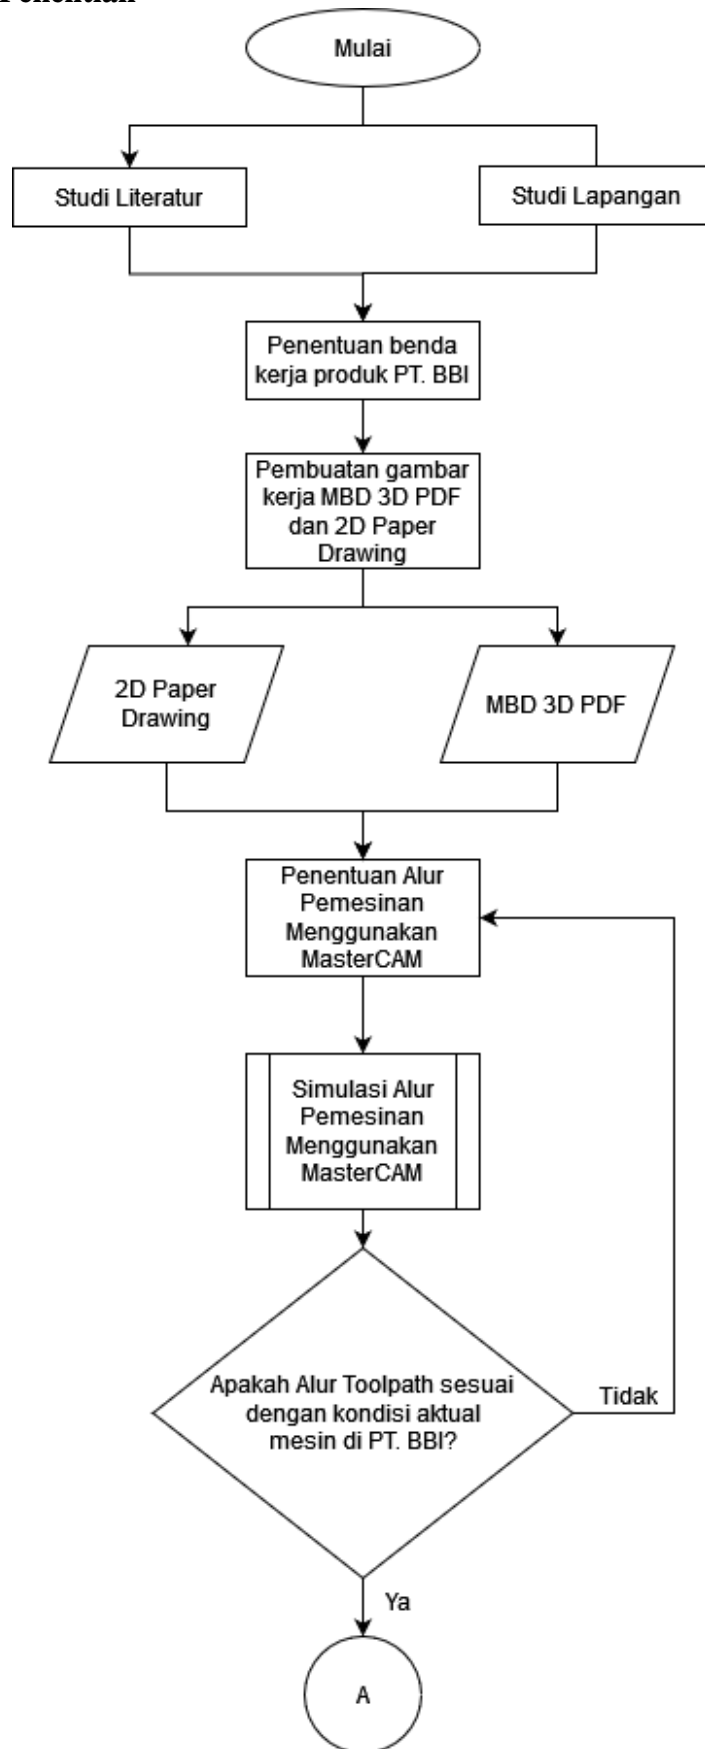 Penelitian
Mulai
Studi Literatur
Studi Lapangan
Penentuan benda
kerja produk PT. BBI
Pembuatan gambar
kerja MBD 3D PDF
dan 2D Paper
Drawing
2D Paper
Drawing
MBD 3D PDF
Penentuan Alur
Pemesinan
Menggunakan
MasterCAM
Simulasi Alur
Pemesinan
Menggunakan
MasterCAM
Apakah Alur Toolpath sesuai
dengan kondisi aktual
mesin di PT. BBI?
Tidak
Ya
A